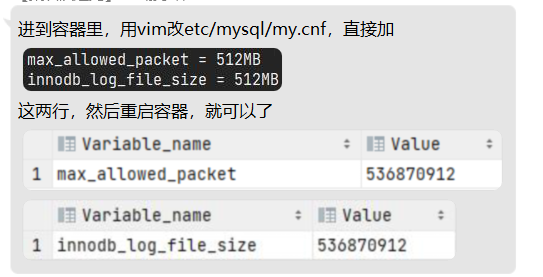 进到容器里，用vim改etc/mysql/my.cnf，直接加
max_allowed_packet = 512MB
innodb_log_file_size = 512MB
这两行，然后重启容器，就可以了
Variable_name Value
1 max_allowed_packet 536870912
Variable_name Value
1 innodb_log_file_size 536870912